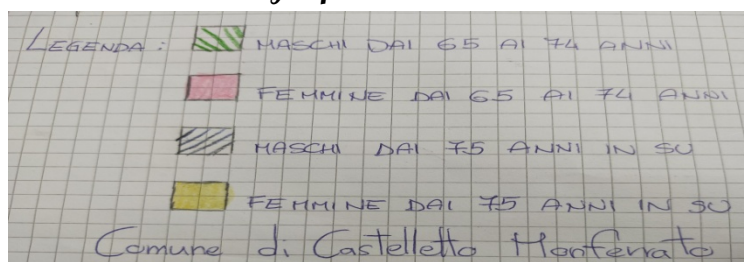 LEGENDA: MASCHI DAI 65 AI 74 ANNI
FEMMINE DAI 65 AI 74 ANNI
MASCHI DAI 75 ANNI IN SU
FEMMINE DAI 75 ANNI IN SU
Comune di Castelletto Monferrato